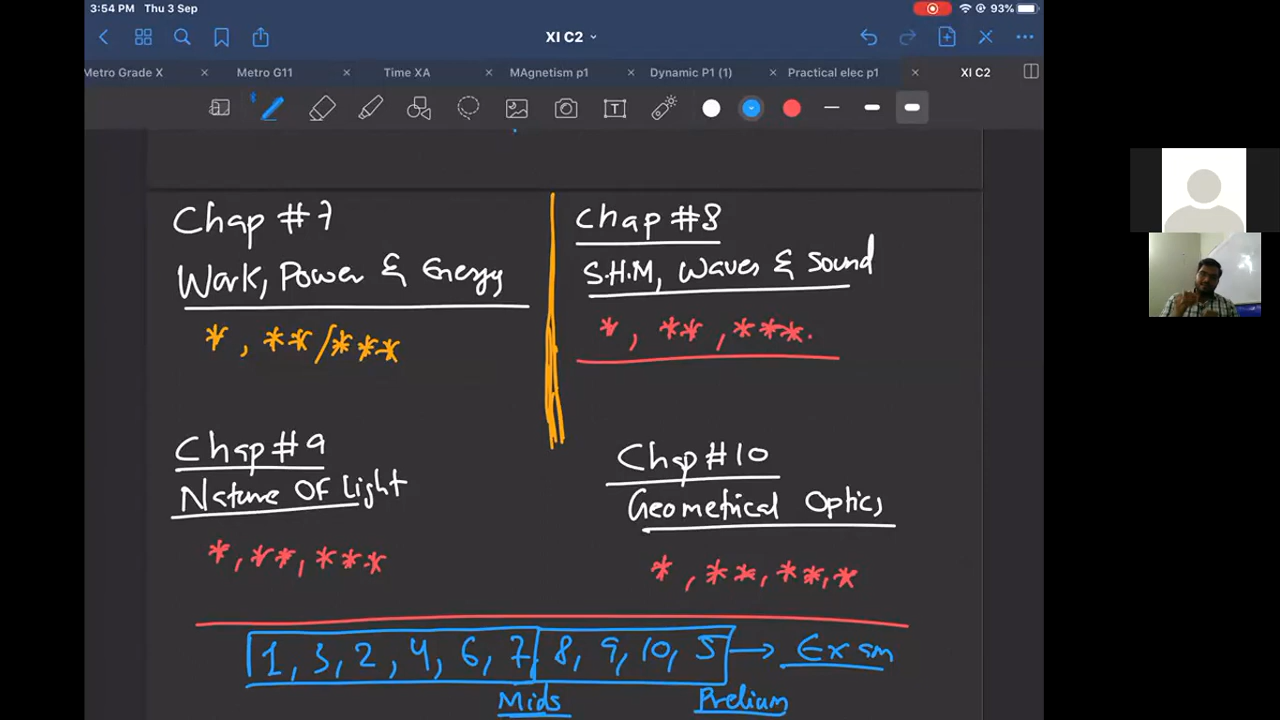 3:54 PM Thu 3 Sep 93%
XI C2
Metro Grade X Metro G11 Time XA MAgnetism p1 Dynamic P1 (1) Practical elec p1 XI C2
T
Chap #7
Work, Power & Energy
*, **/***
Chap #8
S.H.M, Waves & Sound
*, **, ***.
Chap #9
Nature OF Light
*, **, ***
Chap #10
Geometrical Optics
*, **, ***
1, 3, 2, 4, 6, 7, 8, 9, 10, 5 → Exam
Mids Prelium